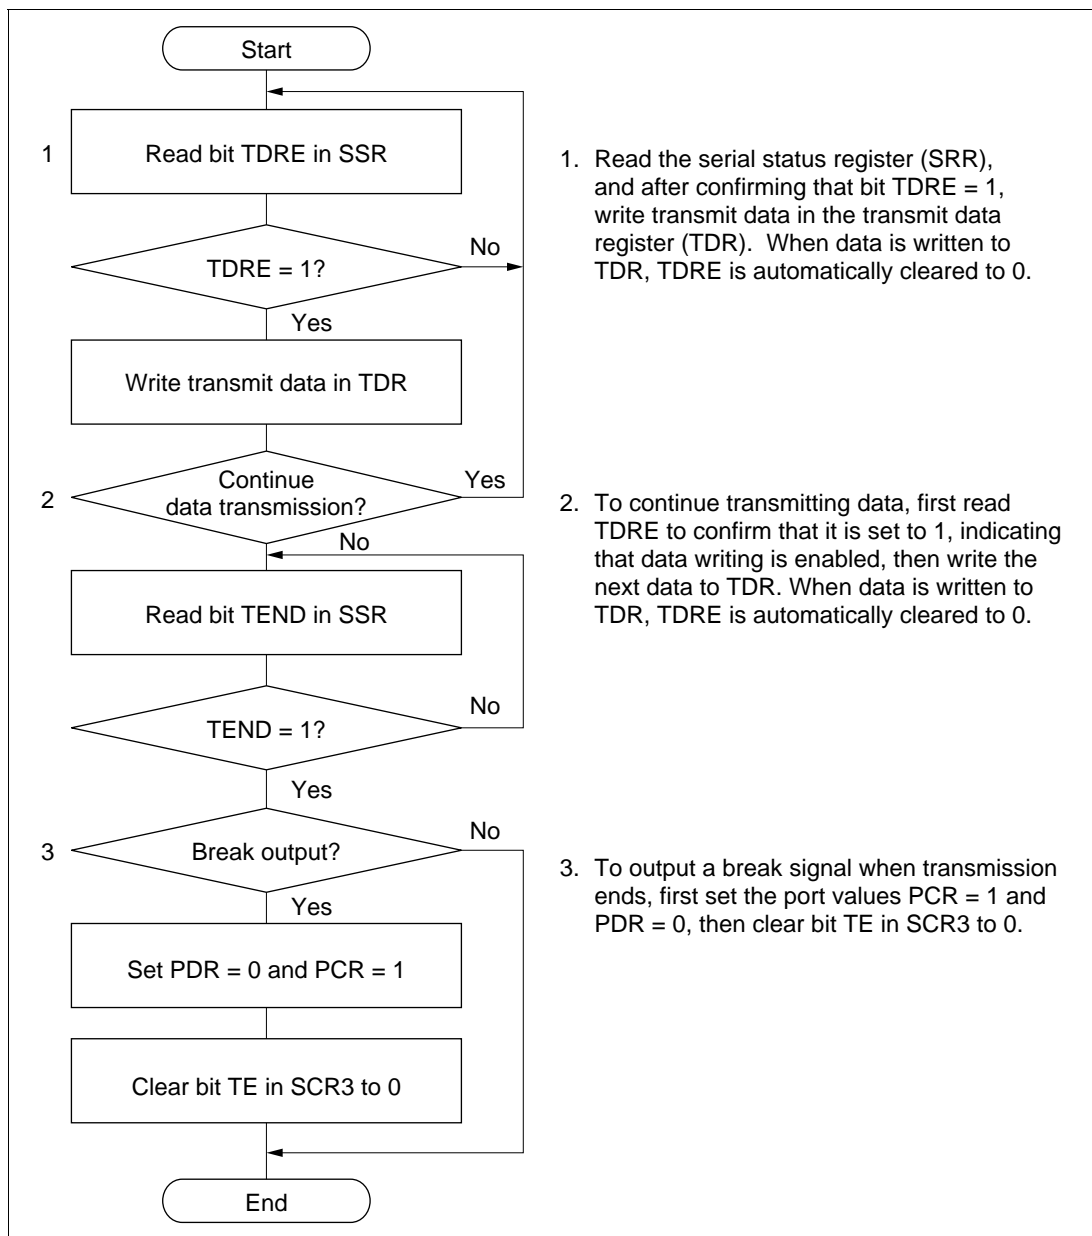 Start
1
Read bit TDRE in SSR
TDRE = 1?
No
Yes
Write transmit data in TDR
2
Continue
data transmission?
Yes
No
Read bit TEND in SSR
TEND = 1?
No
Yes
3
Break output?
No
Yes
Set PDR = 0 and PCR = 1
Clear bit TE in SCR3 to 0
End
1. Read the serial status register (SRR),
and after confirming that bit TDRE = 1,
write transmit data in the transmit data
register (TDR). When data is written to
TDR, TDRE is automatically cleared to 0.
2. To continue transmitting data, first read
TDRE to confirm that it is set to 1, indicating
that data writing is enabled, then write the
next data to TDR. When data is written to
TDR, TDRE is automatically cleared to 0.
3. To output a break signal when transmission
ends, first set the port values PCR = 1 and
PDR = 0, then clear bit TE in SCR3 to 0.